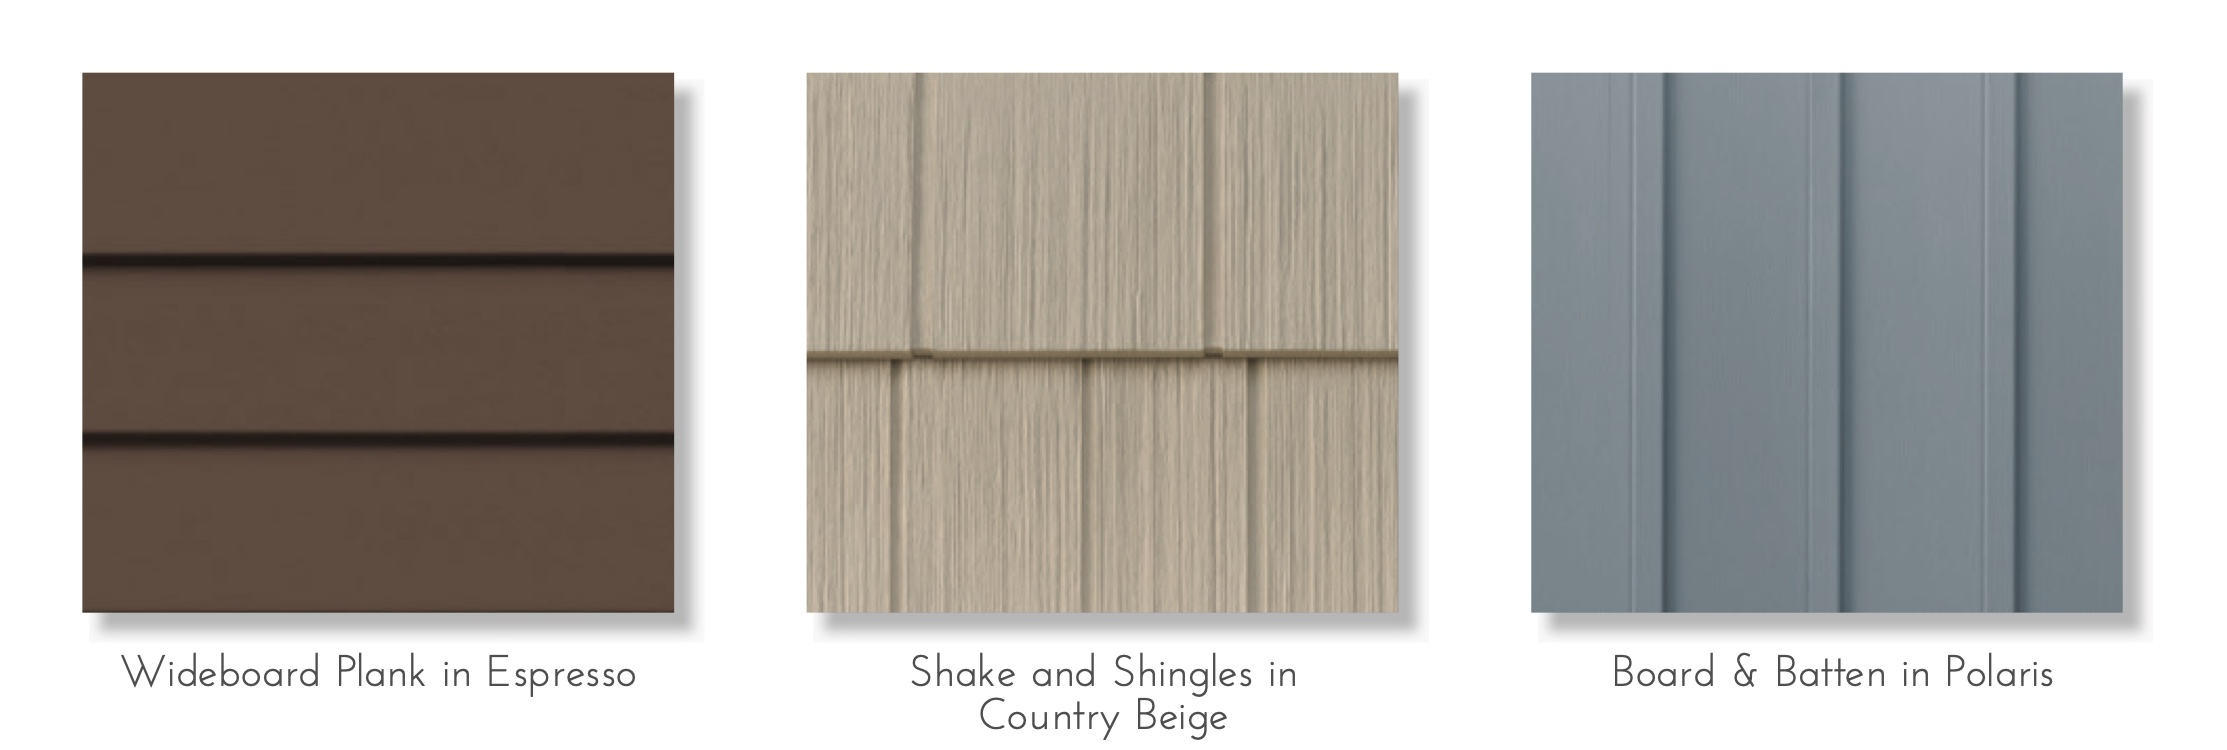 Wideboard Plank in Espresso
Shake and Shingles in
Country Beige
Board & Batten in Polaris